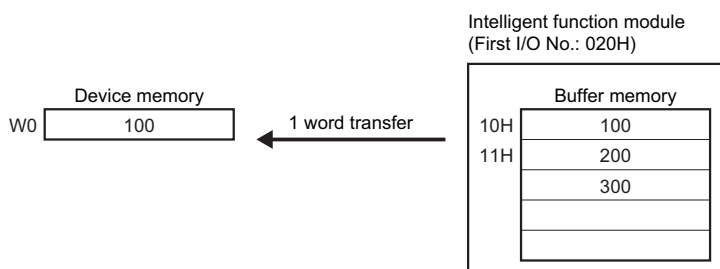 Intelligent function module
(First I/O No.: 020H)
Device memory
Buffer memory
W0 100
1 word transfer
10H 100
11H 200
300